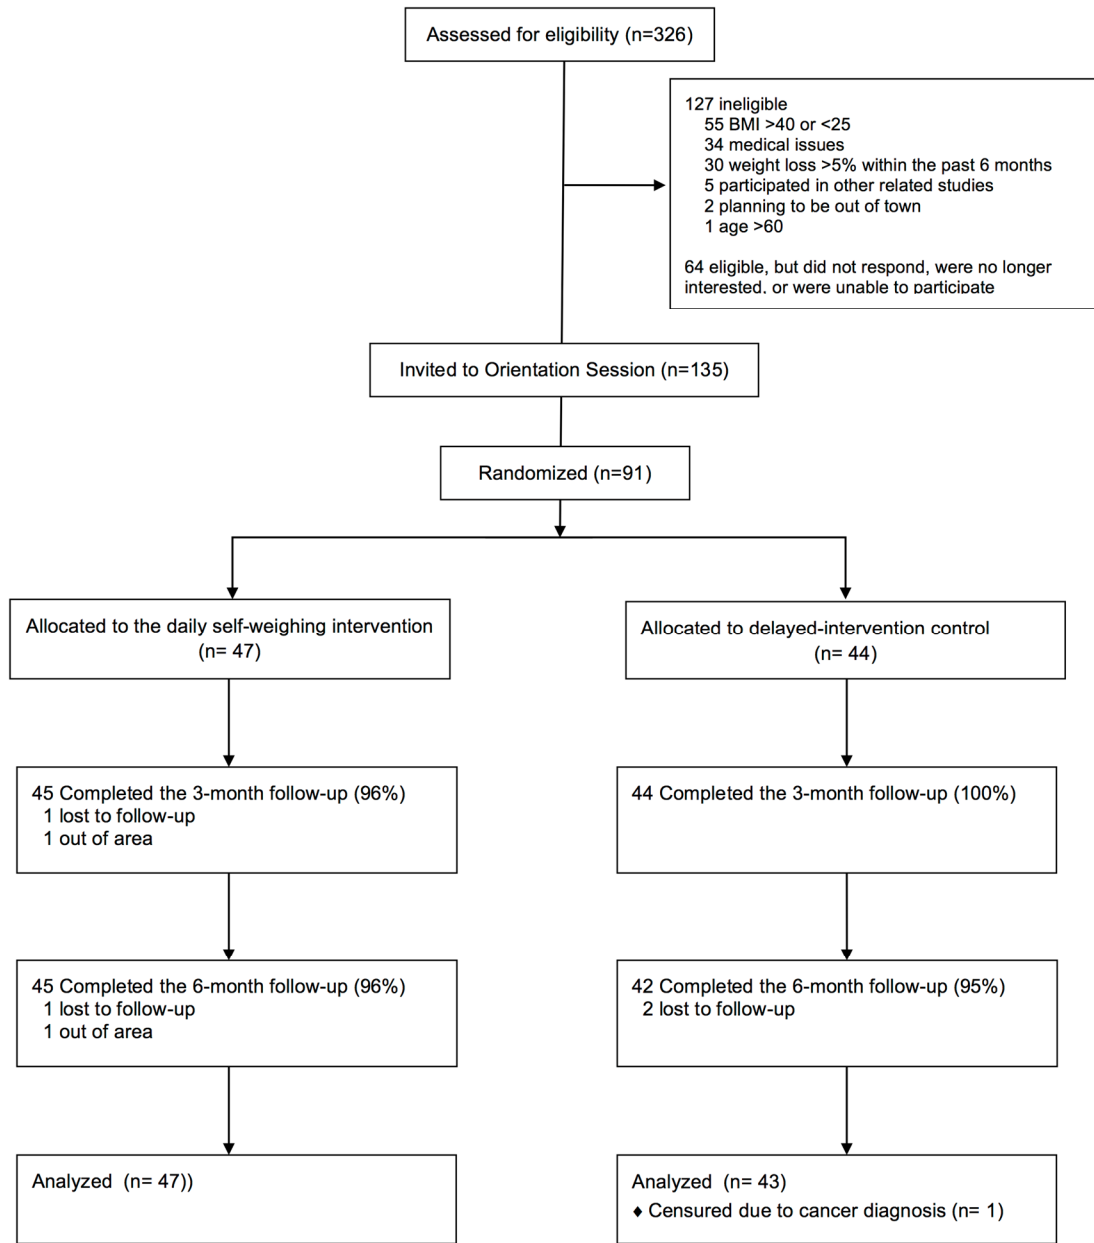 Assessed for eligibility (n=326)
127 ineligible
55 BMI >40 or <25
34 medical issues
30 weight loss >5% within the past 6 months
5 participated in other related studies
2 planning to be out of town
1 age >60
64 eligible, but did not respond, were no longer
interested, or were unable to participate
Invited to Orientation Session (n=135)
Randomized (n=91)
Allocated to the daily self-weighing intervention
(n= 47)
Allocated to delayed-intervention control
(n= 44)
45 Completed the 3-month follow-up (96%)
1 lost to follow-up
1 out of area
44 Completed the 3-month follow-up (100%)
45 Completed the 6-month follow-up (96%)
1 lost to follow-up
1 out of area
42 Completed the 6-month follow-up (95%)
2 lost to follow-up
Analyzed (n= 47))
Analyzed (n= 43)
♦ Censured due to cancer diagnosis (n= 1)